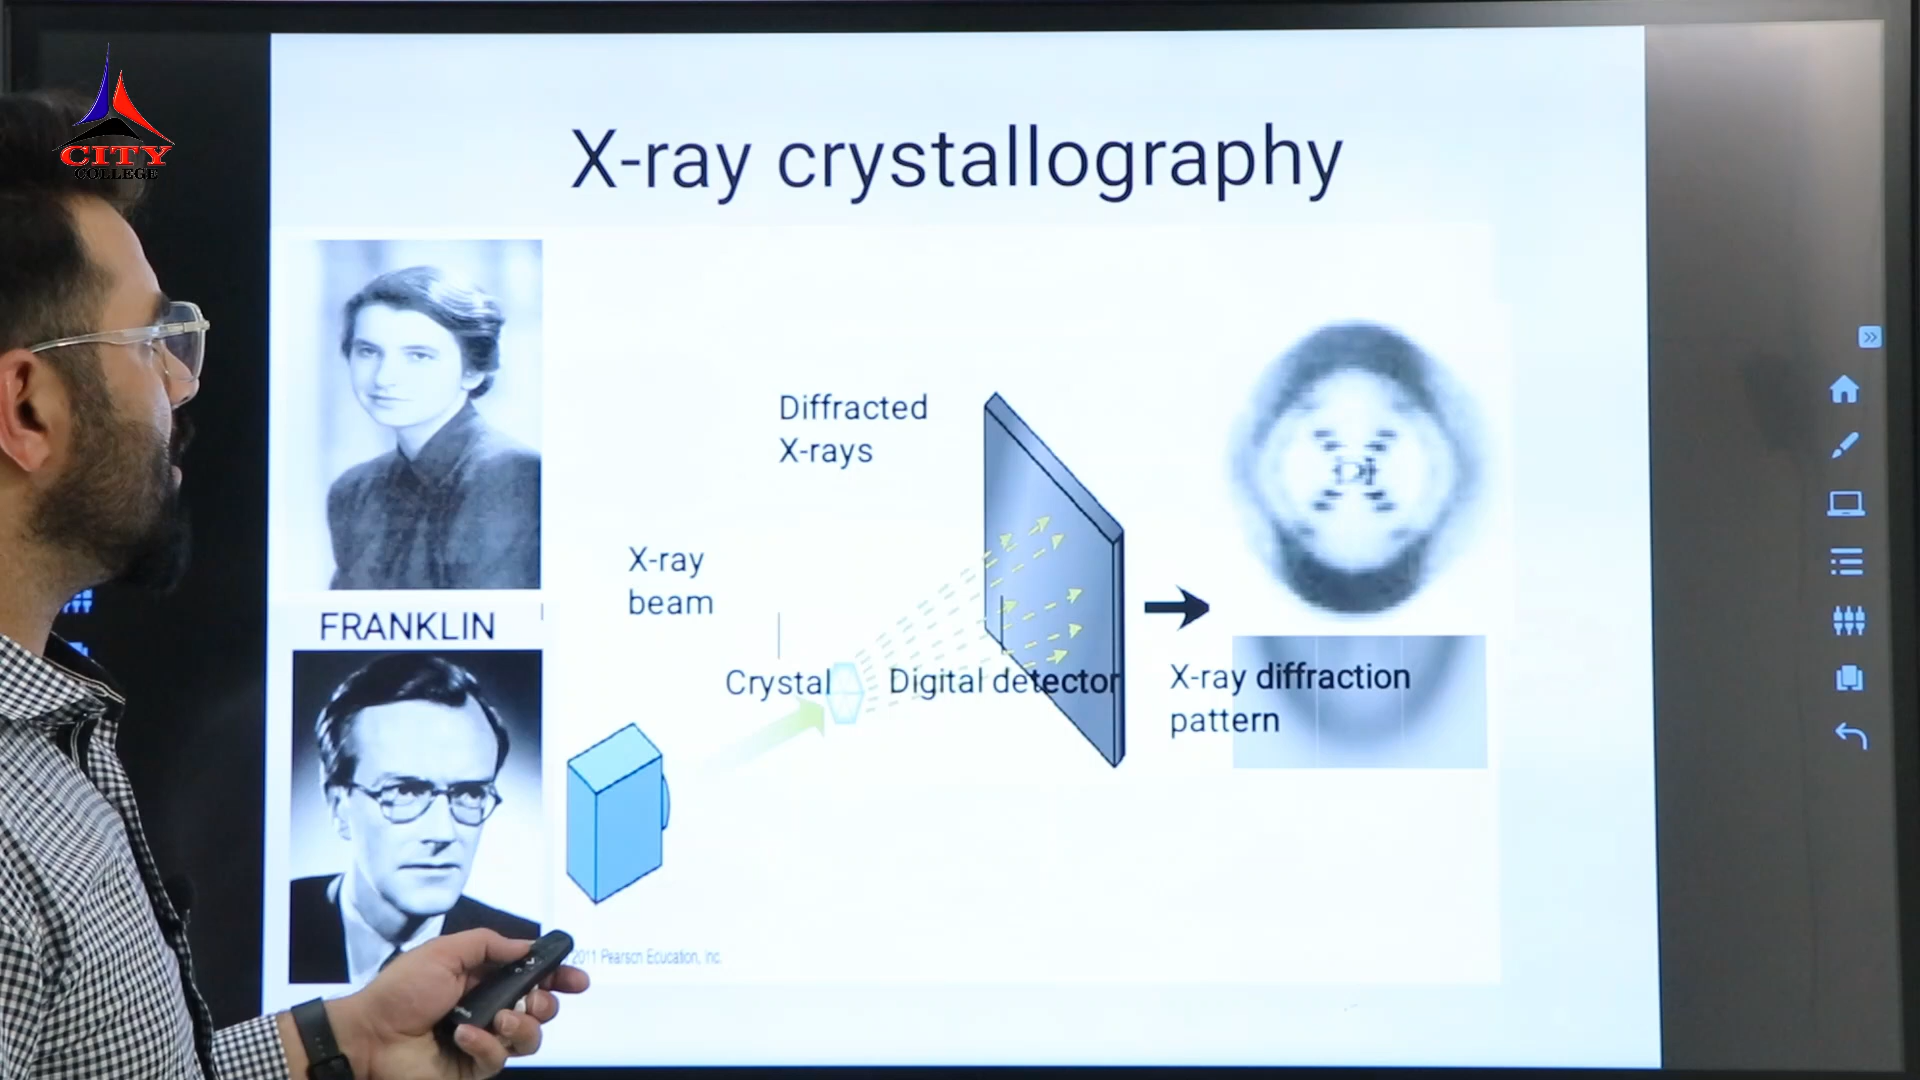 CITY
COLLEGE
X-ray crystallography
Diffracted
X-rays
X-ray
beam
FRANKLIN
Crystal
Digital detector
X-ray diffraction
pattern
2011 Pearson Education, Inc.